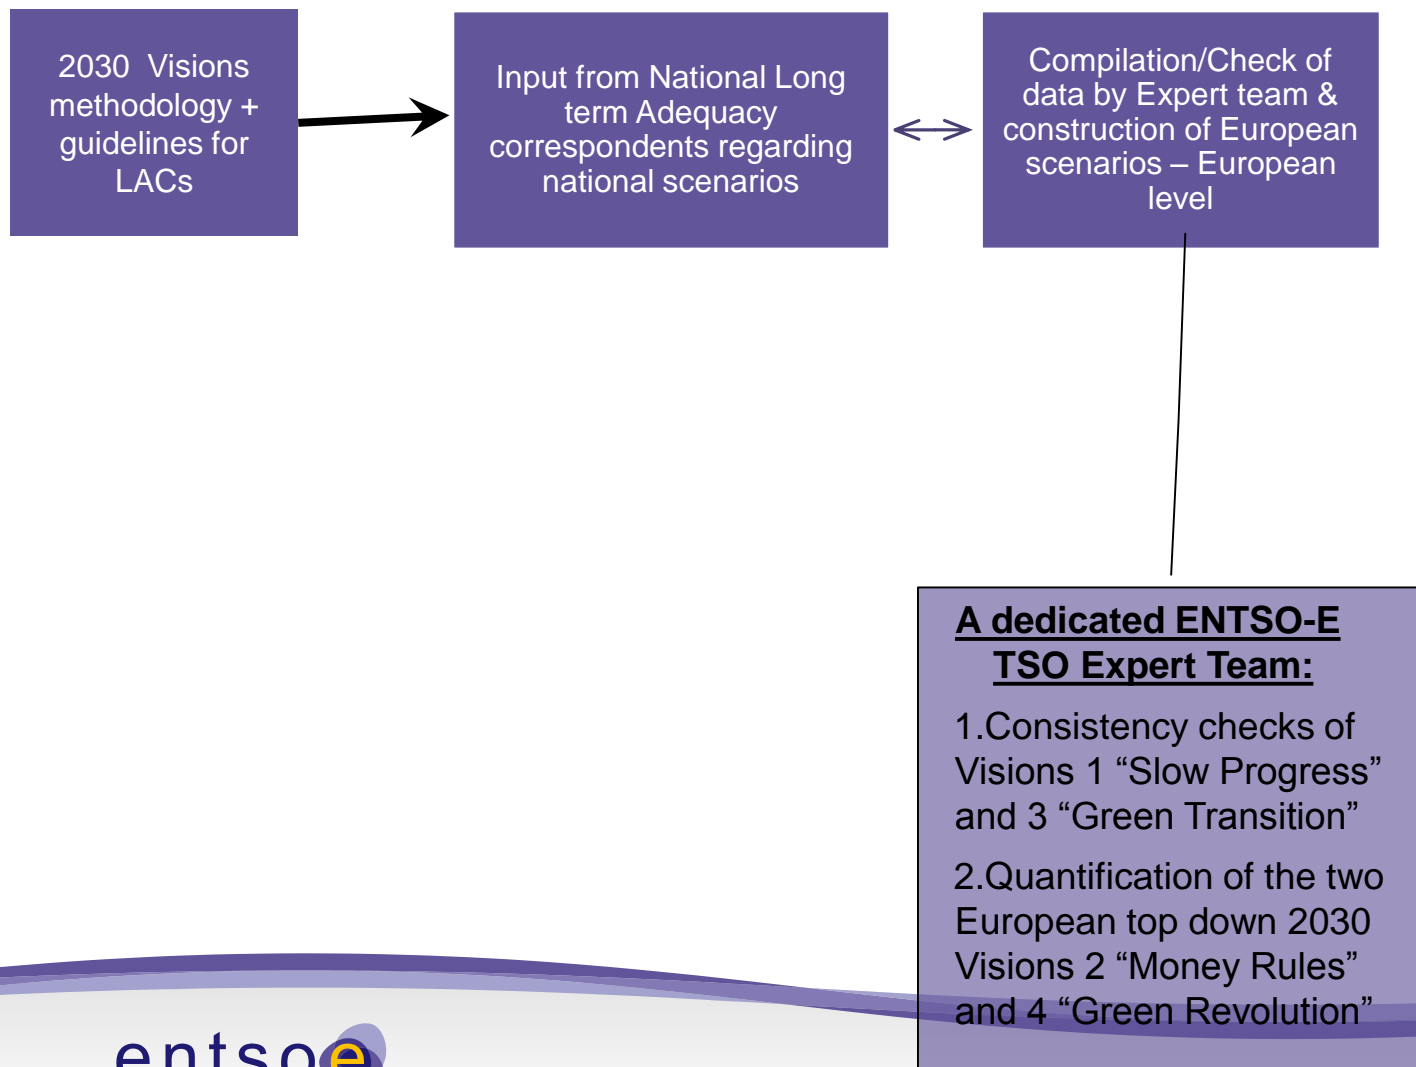 2030 Visions
methodology +
guidelines for
LACs
Input from National Long
term Adequacy
correspondents regarding
national scenarios
Compilation/Check of
data by Expert team &
construction of European
scenarios – European
level
A dedicated ENTSO-E
TSO Expert Team:
1.Consistency checks of
Visions 1 “Slow Progress”
and 3 “Green Transition”
2.Quantification of the two
European top down 2030
Visions 2 “Money Rules”
and 4 “Green Revolution”
entsoe